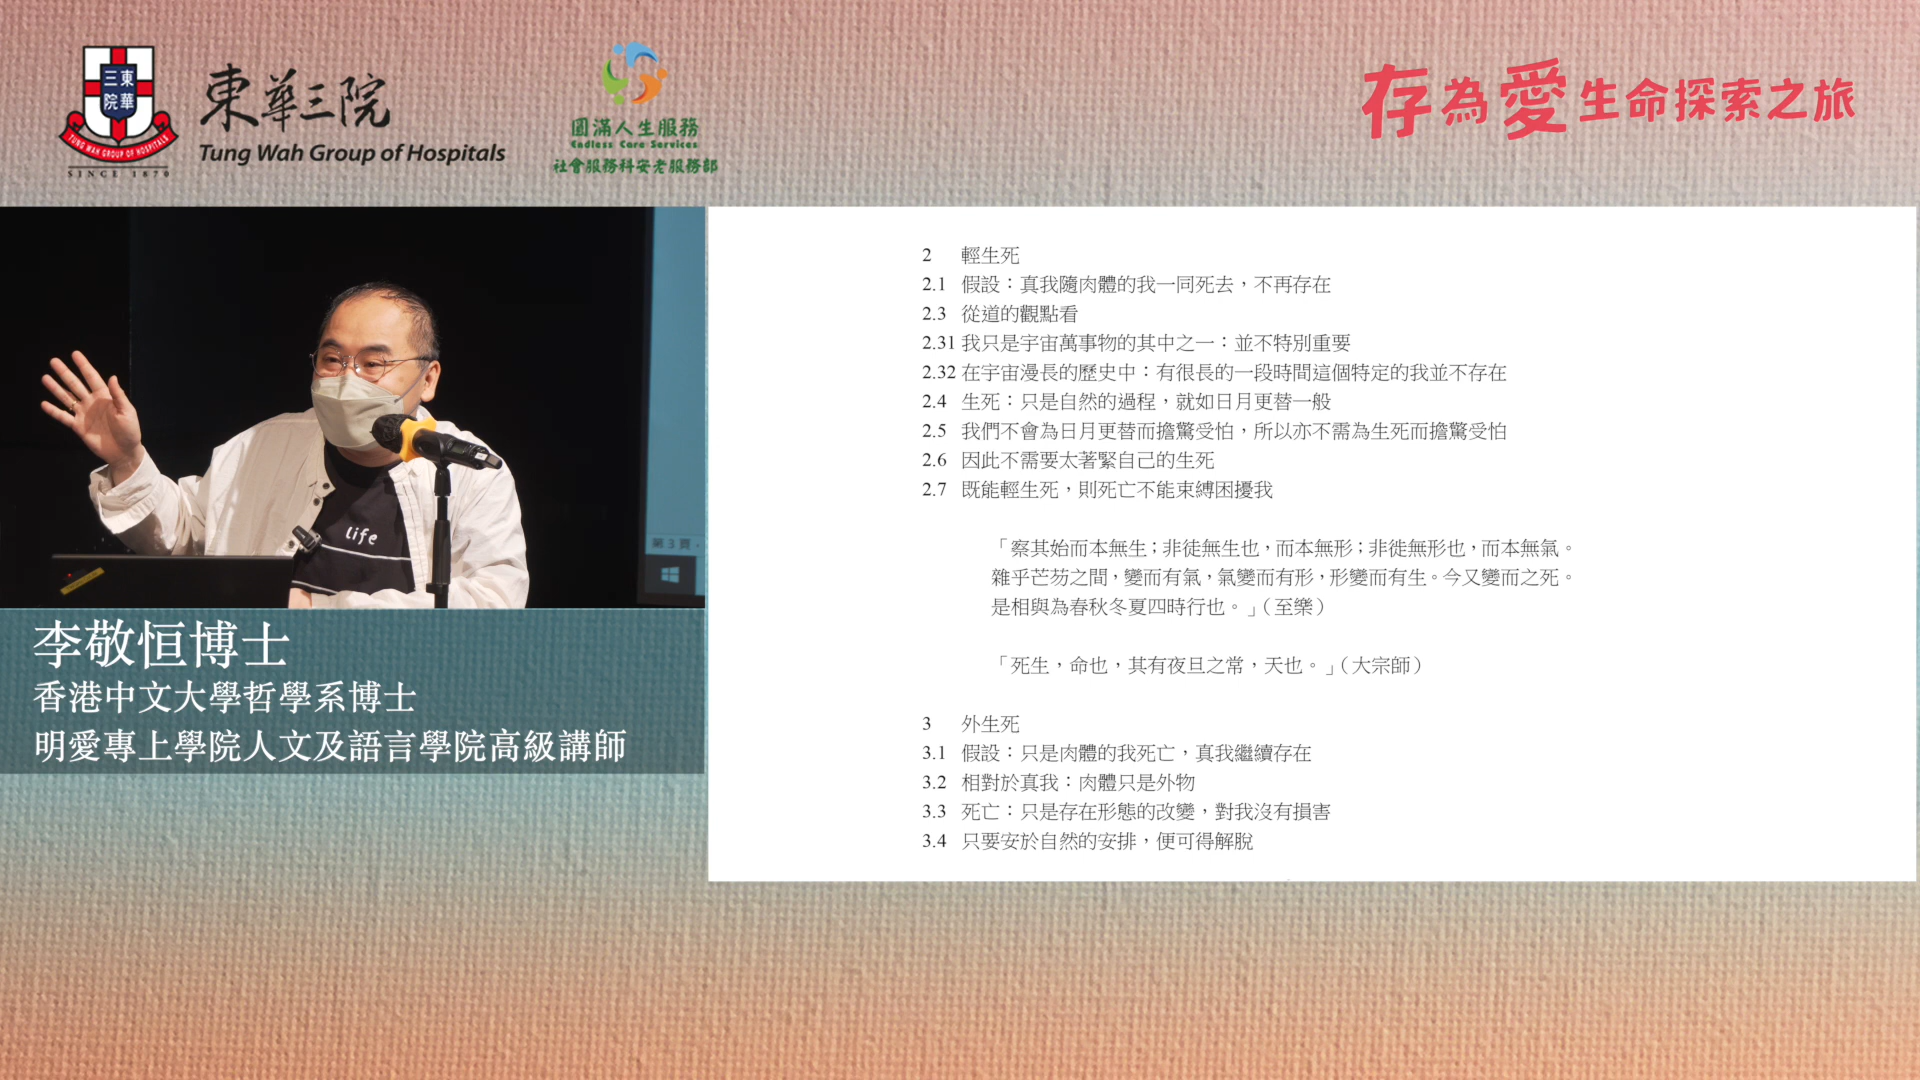 東華三院
東華三院
TUNG WAH GROUP OF HOSPITALS
SINCE 1870
Tung Wah Group of Hospitals
圓滿人生服務
Endless Care Services
社會服務科安老服務部
存為愛生命探索之旅
life
第 3 頁，
李敬恒博士
香港中文大學哲學系博士
明愛專上學院人文及語言學院高級講師
2 輕生死
2.1 假設：真我隨肉體的我一同死去，不再存在
2.3 從道的觀點看
2.31 我只是宇宙萬事物的其中之一：並不特別重要
2.32 在宇宙漫長的歷史中：有很長的一段時間這個特定的我並不存在
2.4 生死：只是自然的過程，就如日月更替一般
2.5 我們不會為日月更替而擔驚受怕，所以亦不需為生死而擔驚受怕
2.6 因此不需要太著緊自己的生死
2.7 既能輕生死，則死亡不能束縛困擾我
「察其始而本無生；非徒無生也，而本無形；非徙無形也，而本無氣。
雜乎芒芴之間，變而有氣，氣變而有形，形變而有生。今又變而之死。
是相與為春秋冬夏四時行也。」（至樂）
「死生，命也，其有夜旦之常，天也。」（大宗師）
3 外生死
3.1 假設：只是肉體的我死亡，真我繼續存在
3.2 相對於真我：肉體只是外物
3.3 死亡：只是存在形態的改變，對我沒有損害
3.4 只要安於自然的安排，便可得解脫